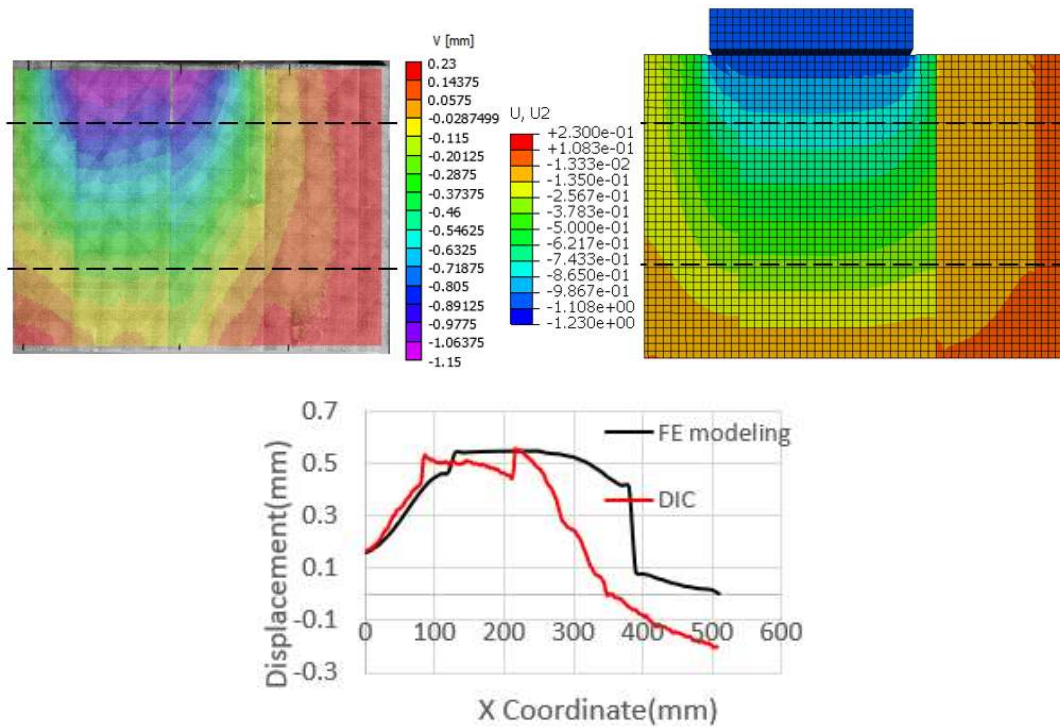 V [mm]
0.23
0.14375
0.0575
-0.0287499
-0.115
-0.20125
-0.2875
-0.37375
-0.46
-0.54625
-0.6325
-0.71875
-0.805
-0.89125
-0.9775
-1.06375
-1.15
U, U2
+2.300e-01
+1.083e-01
-1.333e-02
-1.350e-01
-2.567e-01
-3.783e-01
-5.000e-01
-6.217e-01
-7.433e-01
-8.650e-01
-9.867e-01
-1.108e+00
-1.230e+00
Displacement(mm)
0.7
0.5
0.3
0.1
-0.1
-0.3
FE modeling
DIC
0 100 200 300 400 500 600
X Coordinate(mm)